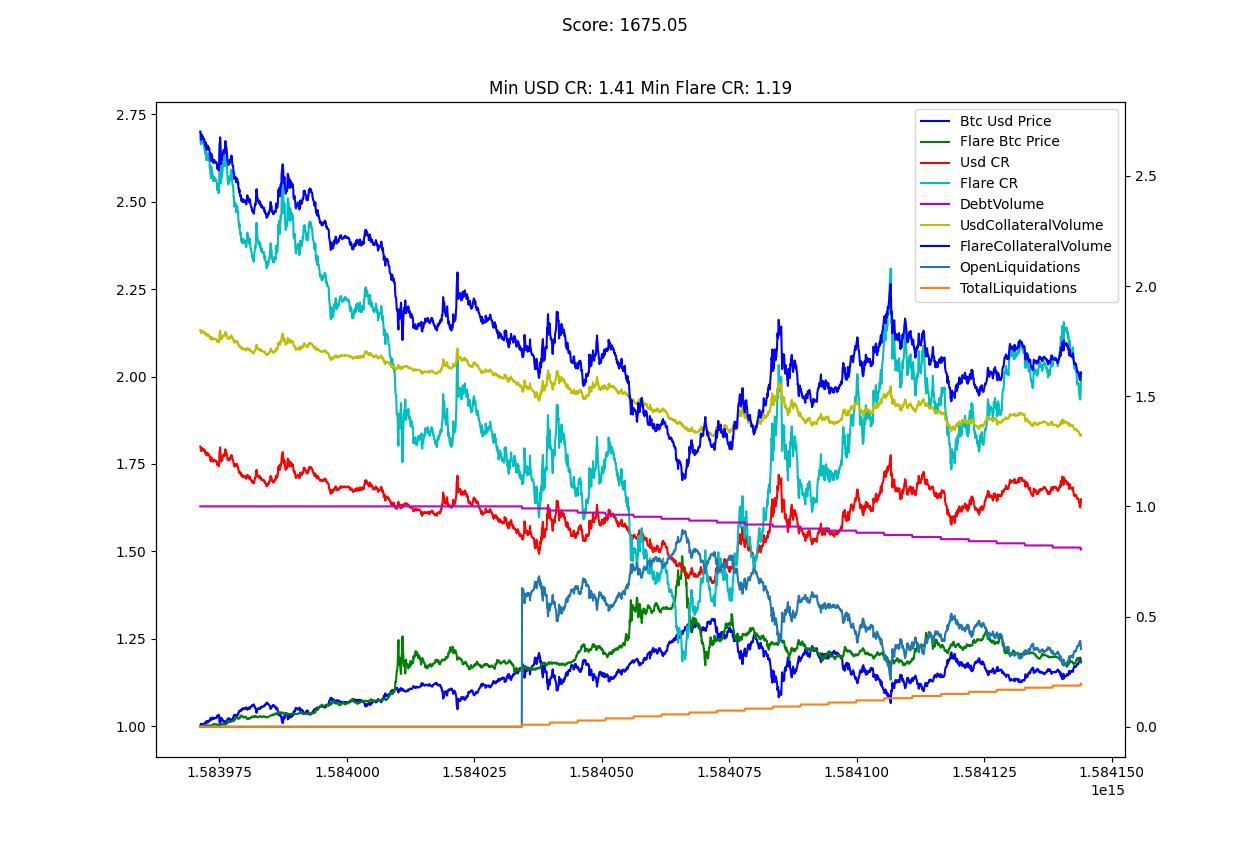 Score: 1675.05
Min USD CR: 1.41 Min Flare CR: 1.19
2.75
2.50
2.25
2.00
1.75
1.50
1.25
1.00
Btc Usd Price
Flare Btc Price
Usd CR
Flare CR
DebtVolume
UsdCollateralVolume
FlareCollateralVolume
OpenLiquidations
TotalLiquidations
2.5
2.0
1.5
1.0
0.5
0.0
1.583975 1.584000 1.584025 1.584050 1.584075 1.584100 1.584125 1.584150
1e15